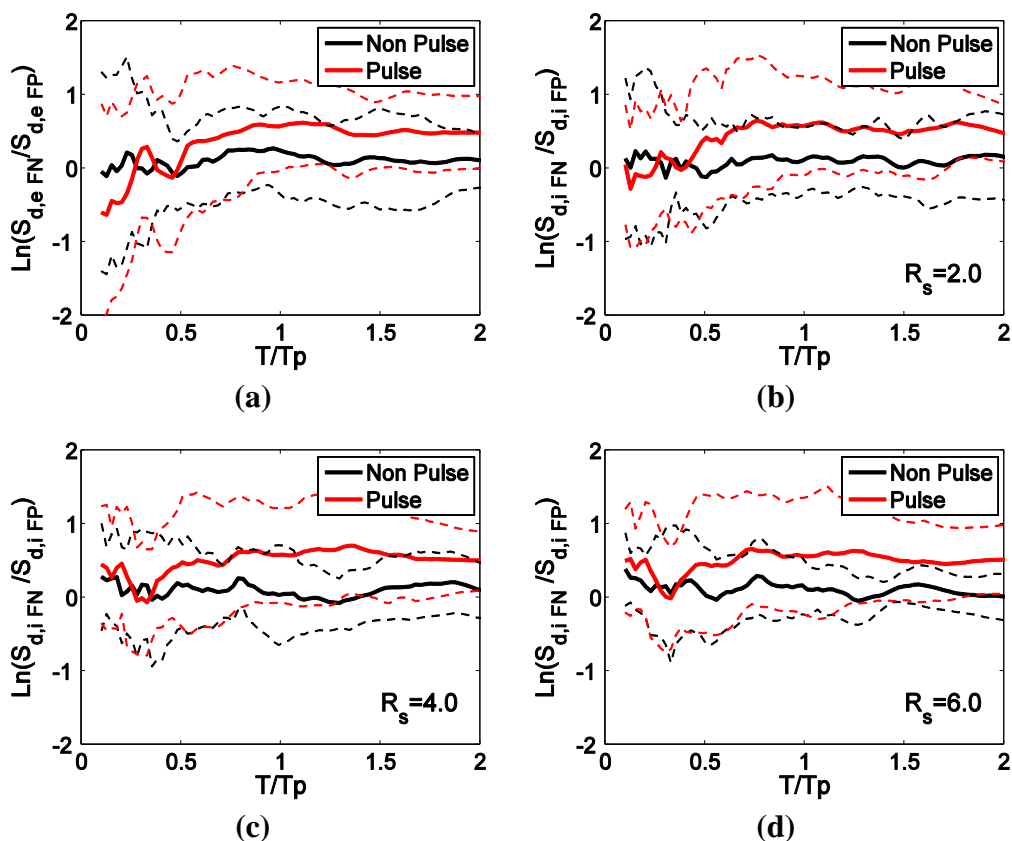 2
1
0
-1
-2
Ln(S_d,e FN/S_d,e FP)
Non Pulse
Pulse
0 0.5 1 1.5 2
T/Tp
(a)
2
1
0
-1
-2
Ln(S_d,i FN/S_d,i FP)
Non Pulse
Pulse
R_s=2.0
0 0.5 1 1.5 2
T/Tp
(b)
2
1
0
-1
-2
Ln(S_d,i FN/S_d,i FP)
Non Pulse
Pulse
R_s=4.0
0 0.5 1 1.5 2
T/Tp
(c)
2
1
0
-1
-2
Ln(S_d,i FN/S_d,i FP)
Non Pulse
Pulse
R_s=6.0
0 0.5 1 1.5 2
T/Tp
(d)